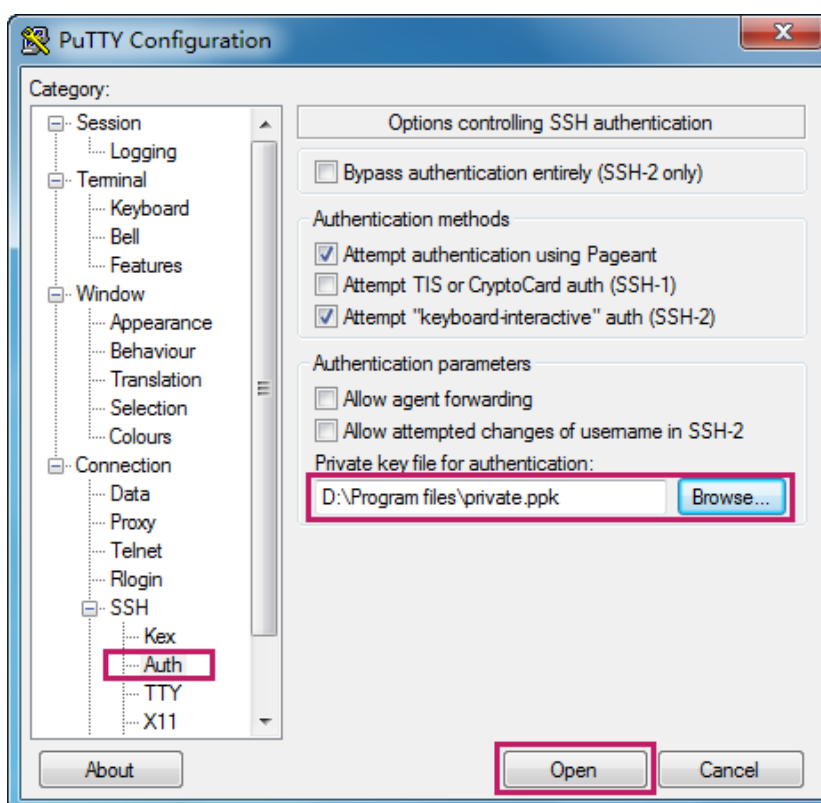 PuTTY Configuration
Category:
Session
Logging
Terminal
Keyboard
Bell
Features
Window
Appearance
Behaviour
Translation
Selection
Colours
Connection
Data
Proxy
Telnet
Rlogin
SSH
Kex
Auth
TTY
X11
Options controlling SSH authentication
Bypass authentication entirely (SSH-2 only)
Authentication methods
Attempt authentication using Pageant
Attempt TIS or CryptoCard auth (SSH-1)
Attempt "keyboard-interactive" auth (SSH-2)
Authentication parameters
Allow agent forwarding
Allow attempted changes of username in SSH-2
Private key file for authentication:
D:\Program files\private.ppk Browse...
About Open Cancel